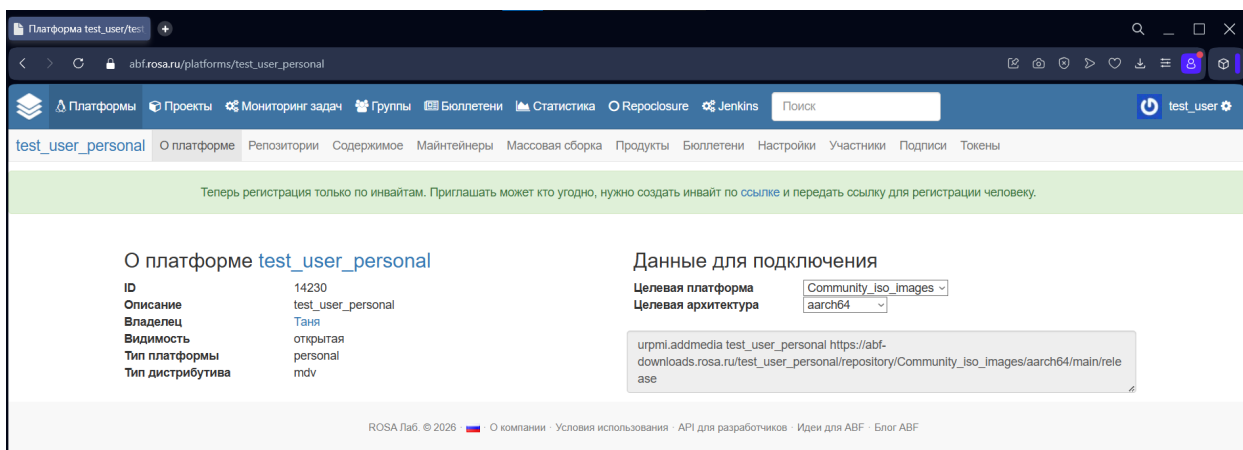 Платформа test_user/test
abf.rosa.ru/platforms/test_user_personal
Платформы Проекты Мониторинг задач Группы Бюллетени Статистика Repoclosure Jenkins Поиск test_user
test_user_personal О платформе Репозитории Содержимое Майнтейнеры Массовая сборка Продукты Бюллетени Настройки Участники Подписи Токены
Теперь регистрация только по инвайтам. Приглашать может кто угодно, нужно создать инвайт по ссылке и передать ссылку для регистрации человеку.
О платформе test_user_personal
ID 14230
Описание test_user_personal
Владелец Таня
Видимость открытая
Тип платформы personal
Тип дистрибутива mdv
Данные для подключения
Целевая платформа Community_iso_images
Целевая архитектура aarch64
urpmi.addmedia test_user_personal https://abf-
downloads.rosa.ru/test_user_personal/repository/Community_iso_images/aarch64/main/rele
ase
ROSA Лаб. © 2026 · О компании · Условия использования · API для разработчиков · Идеи для ABF · Блог ABF